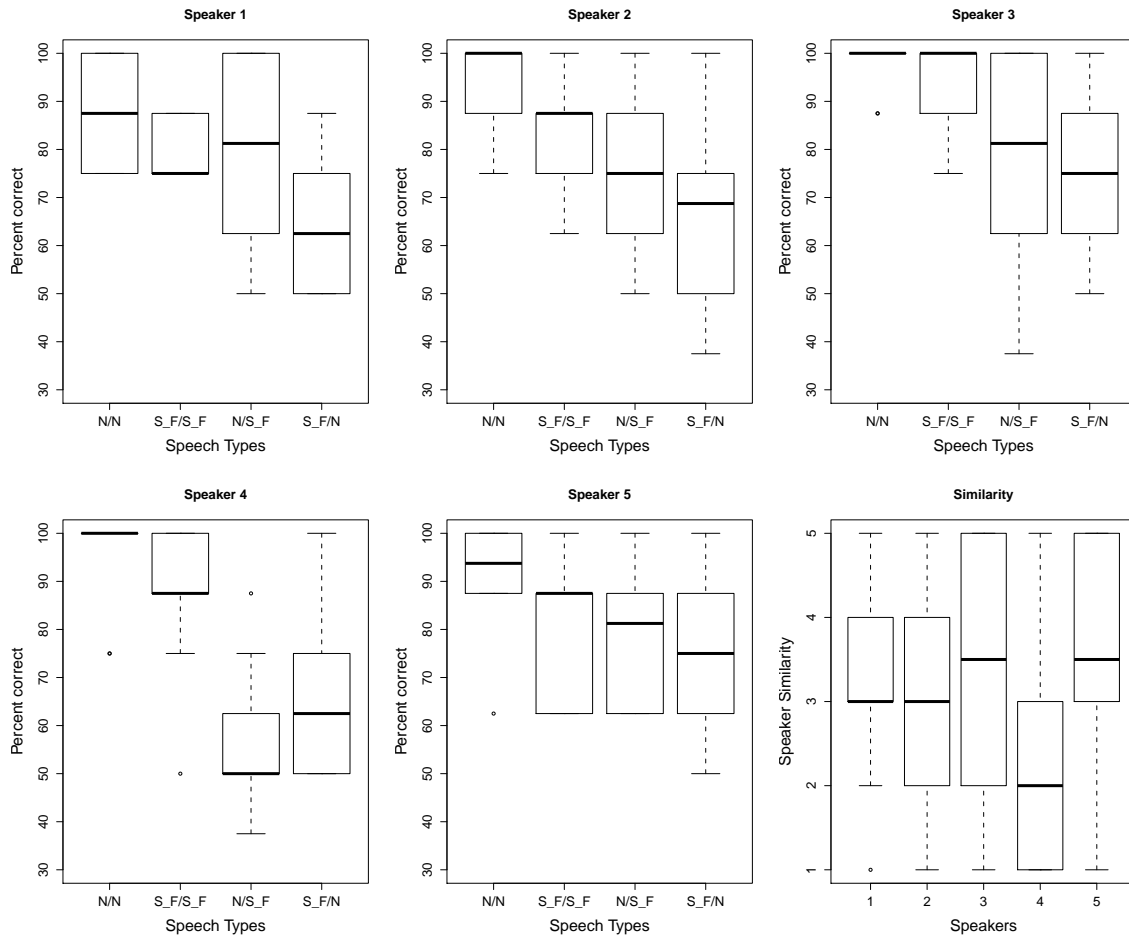 Speaker 1
Percent correct
100
90
80
70
60
50
40
30
N/N S_F/S_F N/S_F S_F/N
Speech Types
Speaker 2
Percent correct
100
90
80
70
60
50
40
30
N/N S_F/S_F N/S_F S_F/N
Speech Types
Speaker 3
Percent correct
100
90
80
70
60
50
40
30
N/N S_F/S_F N/S_F S_F/N
Speech Types
Speaker 4
Percent correct
100
90
80
70
60
50
40
30
N/N S_F/S_F N/S_F S_F/N
Speech Types
Speaker 5
Percent correct
100
90
80
70
60
50
40
30
N/N S_F/S_F N/S_F S_F/N
Speech Types
Similarity
Speaker Similarity
5
4
3
2
1
1 2 3 4 5
Speakers